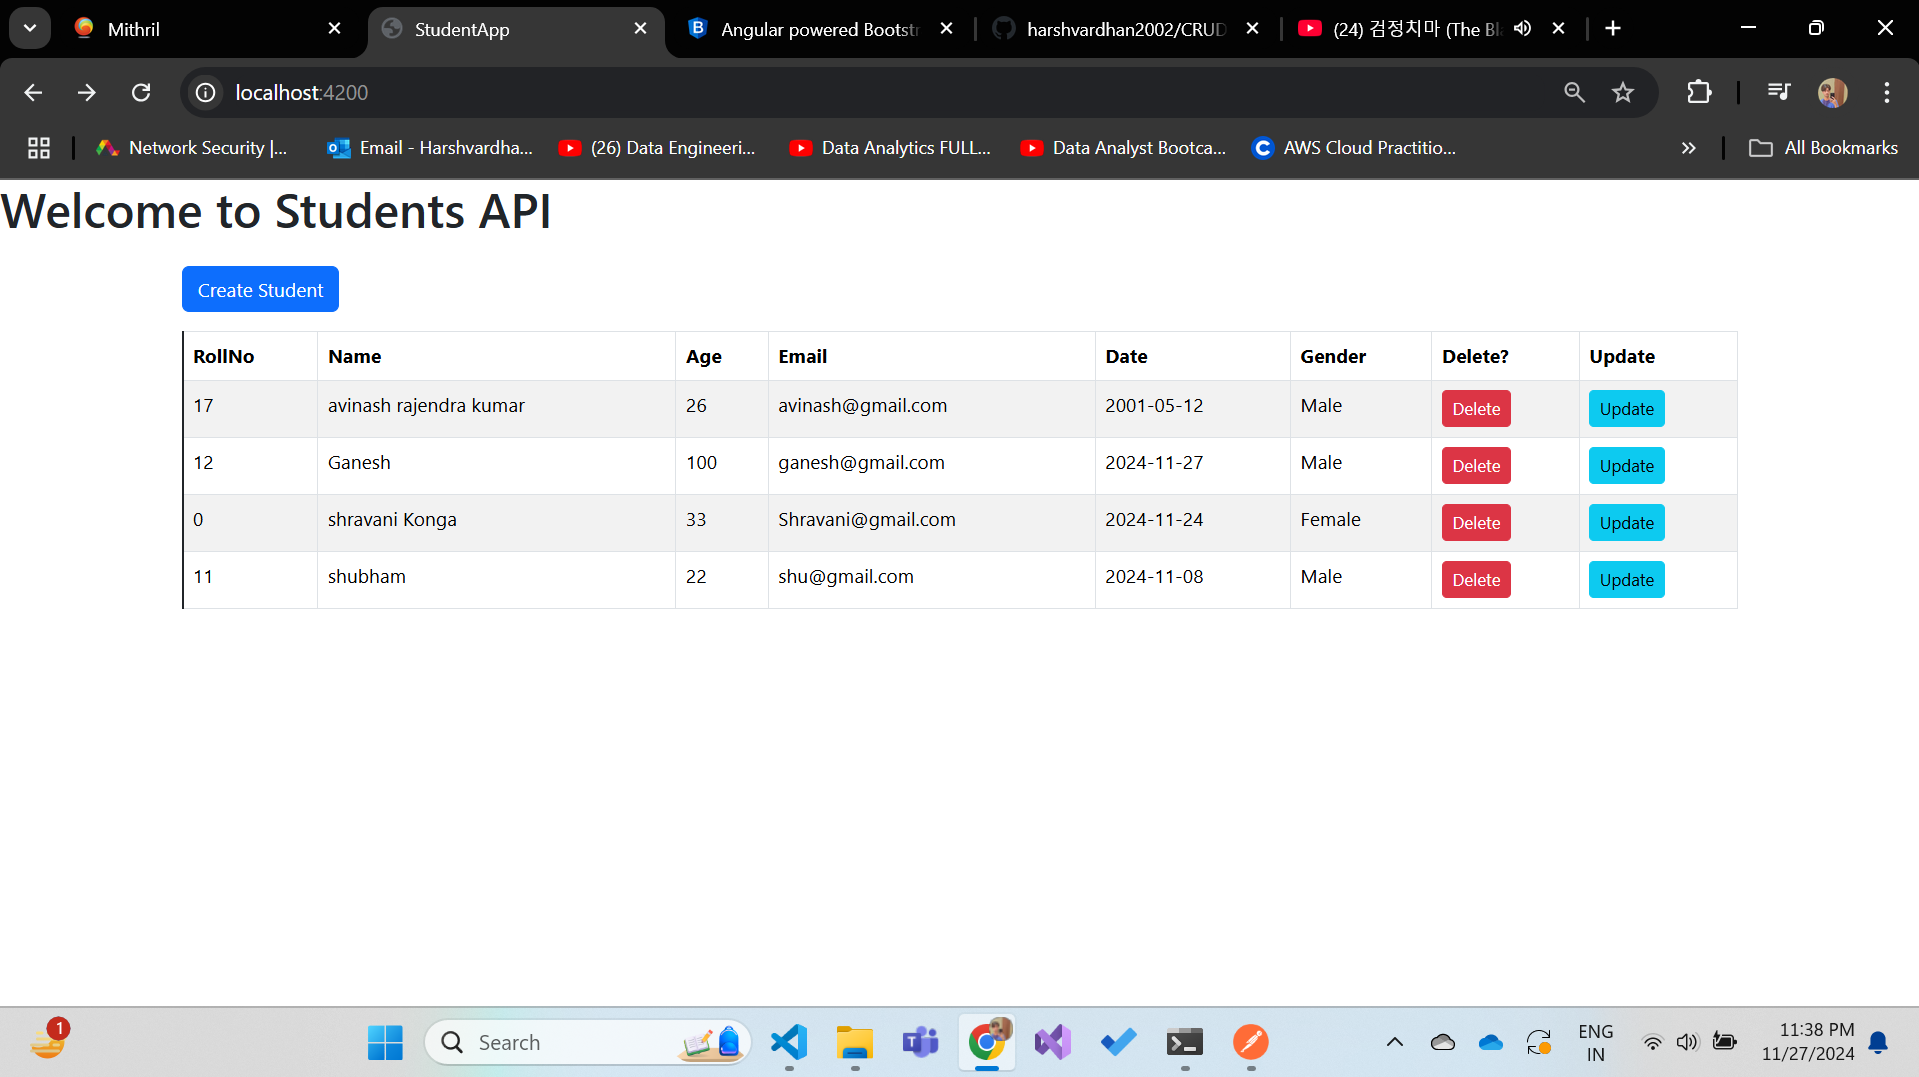 Mithril
StudentApp
Angular powered Bootstr
harshvardhan2002/CRUD
(24) 검정치마 (The Bla
localhost:4200
Network Security |...
Email - Harshvardha...
(26) Data Engineeri...
Data Analytics FULL...
Data Analyst Bootca...
AWS Cloud Practitio...
All Bookmarks
Welcome to Students API
Create Student
RollNo Name Age Email Date Gender Delete? Update
17 avinash rajendra kumar 26 avinash@gmail.com 2001-05-12 Male Delete Update
12 Ganesh 100 ganesh@gmail.com 2024-11-27 Male Delete Update
0 shravani Konga 33 Shravani@gmail.com 2024-11-24 Female Delete Update
11 shubham 22 shu@gmail.com 2024-11-08 Male Delete Update
1
Search
ENG
IN
11:38 PM
11/27/2024